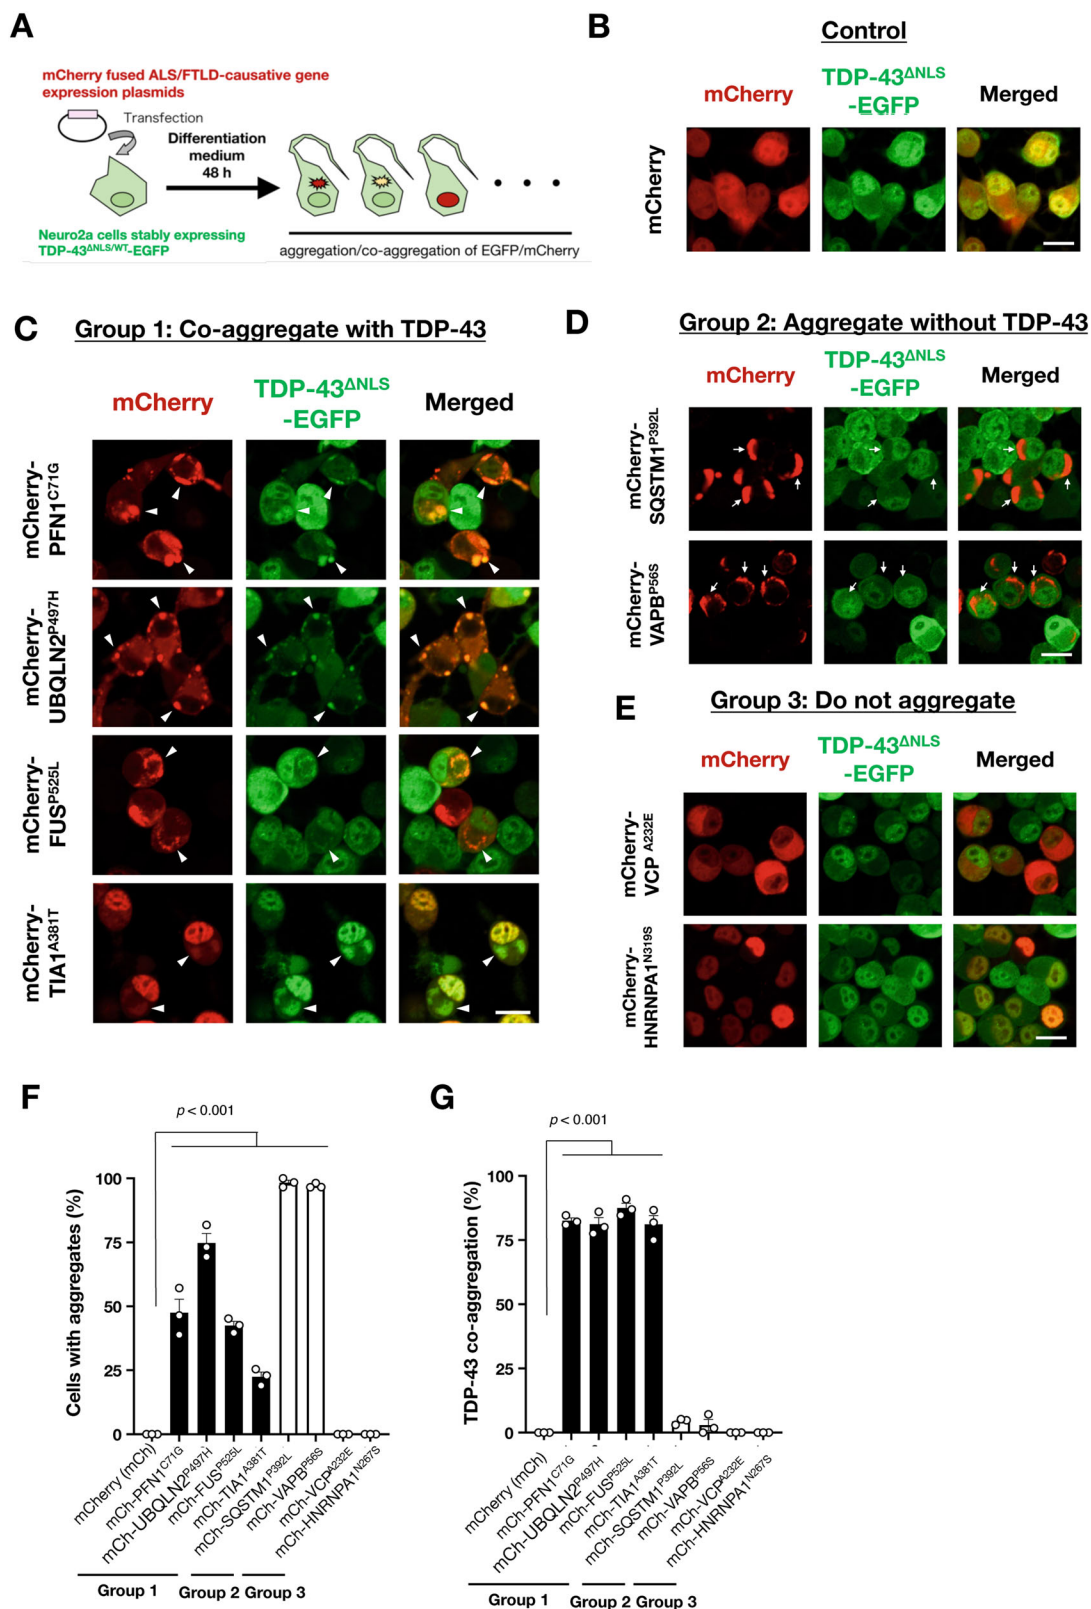 A
mCherry fused ALS/FTLD-causative gene
expression plasmids
Transfection
Differentiation
medium
48 h
Neuro2a cells stably expressing
TDP-43ΔNLS/WT-EGFP
aggregation/co-aggregation of EGFP/mCherry
B
Control
mCherry
TDP-43ΔNLS
-EGFP
Merged
mCherry
C
Group 1: Co-aggregate with TDP-43
mCherry
TDP-43ΔNLS
-EGFP
Merged
mCherry-
PFN1C71G
mCherry-
UBQLN2P497H
mCherry-
FUSP525L
mCherry-
TIA1A381T
D
Group 2: Aggregate without TDP-43
mCherry
TDP-43ΔNLS
-EGFP
Merged
mCherry-
SQSTM1P392L
mCherry-
VAPBP56S
E
Group 3: Do not aggregate
mCherry
TDP-43ΔNLS
-EGFP
Merged
mCherry-
VCP A232E
mCherry-
HNRNPA1N319S
F
p < 0.001
Cells with aggregates (%)
100
75
50
25
0
mCherry (mCh)
mCh-PFN1C71G
mCh-UBQLN2P497H
mCh-FUSP525L
mCh-TIA1A381T
mCh-SQSTM1P392L
mCh-VAPBP56S
mCh-VCPA232E
mCh-HNRNPA1N267S
Group 1 Group 2 Group 3
G
p < 0.001
TDP-43 co-aggregation (%)
100
75
50
25
0
mCherry (mCh)
mCh-PFN1C71G
mCh-UBQLN2P497H
mCh-FUSP525L
mCh-TIA1A381T
mCh-SQSTM1P392L
mCh-VAPBP56S
mCh-VCPA232E
mCh-HNRNPA1N267S
Group 1 Group 2 Group 3